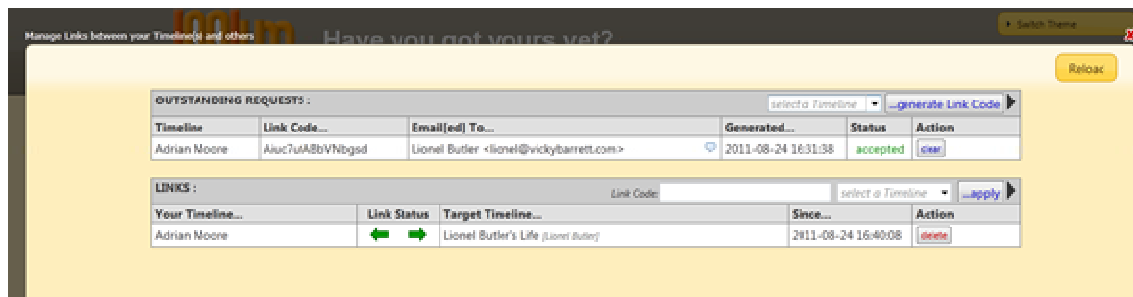 Switch Theme
Manage Links between your Timeline(s) and others
Have you got yours yet?
Reload
OUTSTANDING REQUESTS : select a Timeline ...generate Link Code
Timeline Link Code... Email[ed] To... Generated... Status Action
Adrian Moore Lionel Butler <lionel@vickybarrett.com> 2011-08-24 16:31:38 accepted clear
LINKS : Link Code: select a Timeline ...apply
Your Timeline... Link Status Target Timeline... Since... Action
Adrian Moore Lionel Butler's Life [Lionel Butler] 2011-08-24 16:40:08 delete